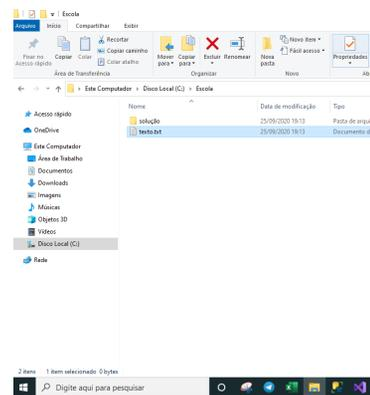 Escola
Arquivo Início Compartilhar Exibir
Fixar no Acesso rápido
Copiar
Colar
Recortar
Copiar caminho
Colar atalho
Mover para
Copiar para
Excluir
Renomear
Nova pasta
Novo item
Fácil acesso
Propriedades
Área de Transferência Organizar Novo Ab
Este Computador > Disco Local (C:) > Escola
Nome Data de modificação Tipo
solução 25/09/2020 19:13 Pasta de arqui
texto.txt 25/09/2020 19:13 Documento d
Acesso rápido
OneDrive
Este Computador
Área de Trabalho
Documentos
Downloads
Imagens
Músicas
Objetos 3D
Vídeos
Disco Local (C:)
Rede
2 itens 1 item selecionado 0 bytes
Digite aqui para pesquisar